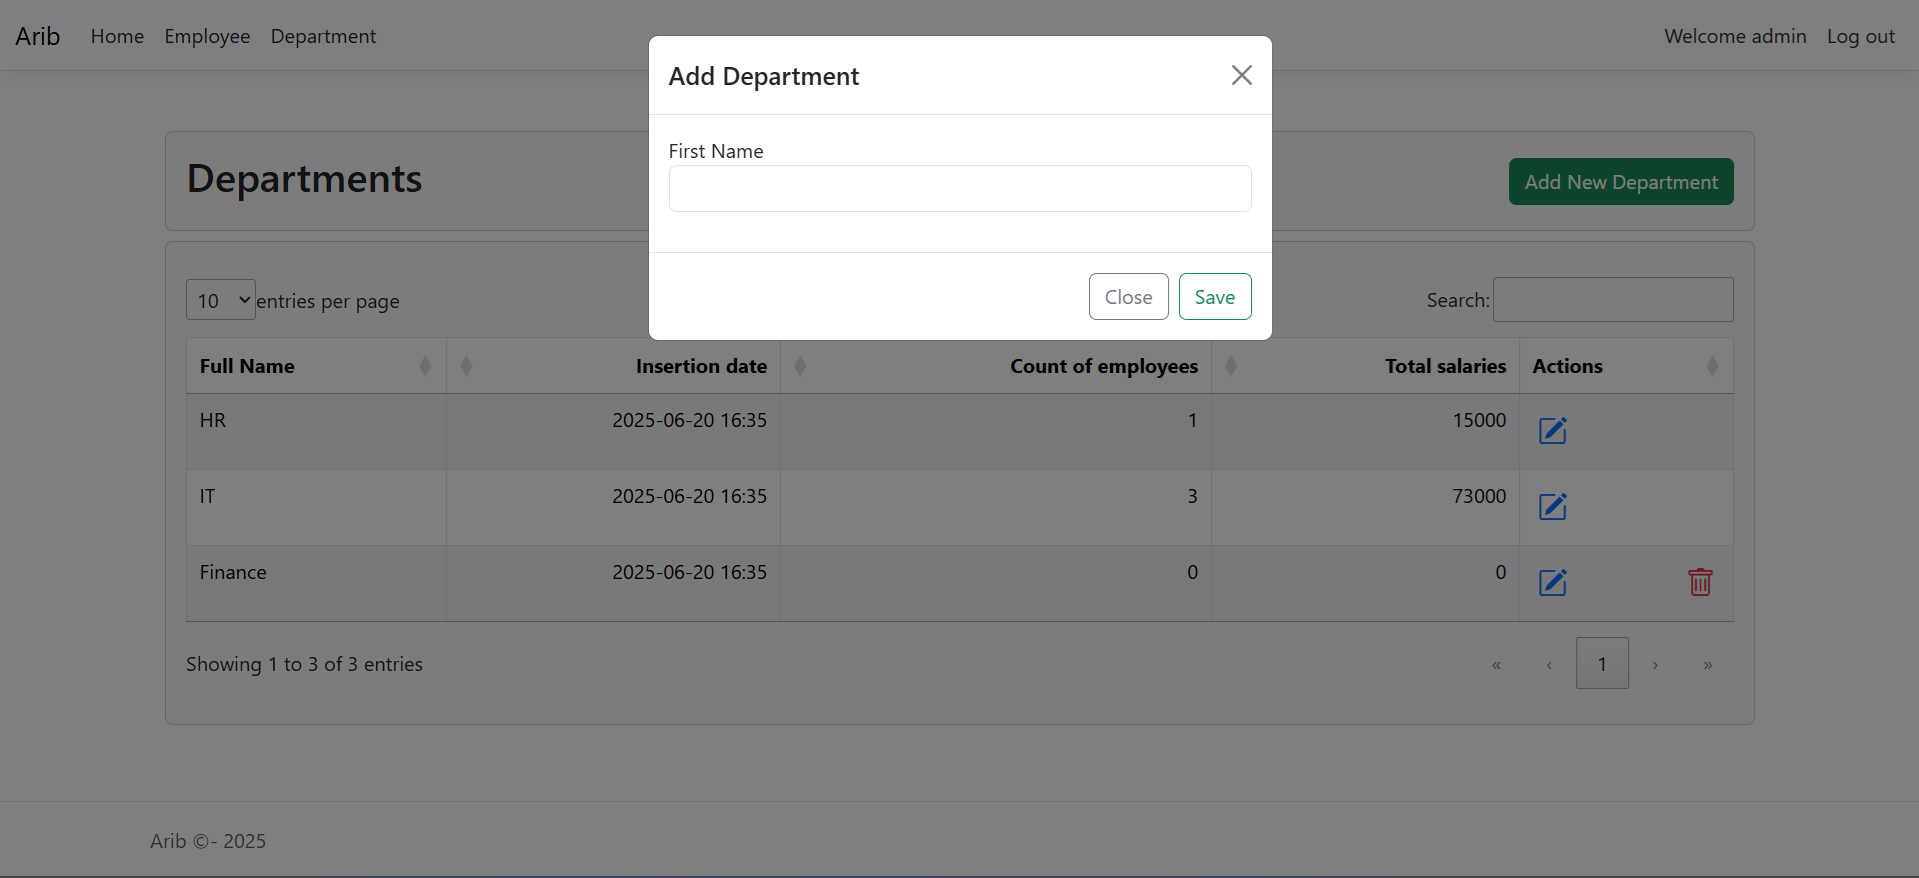 Arib Home Employee Department Welcome admin Log out
Add Department
First Name
Close Save
Departments Add New Department
10 entries per page Search:
Full Name Insertion date Count of employees Total salaries Actions
HR 2025-06-20 16:35 1 15000
IT 2025-06-20 16:35 3 73000
Finance 2025-06-20 16:35 0 0
Showing 1 to 3 of 3 entries « ‹ 1 › »
Arib ©- 2025